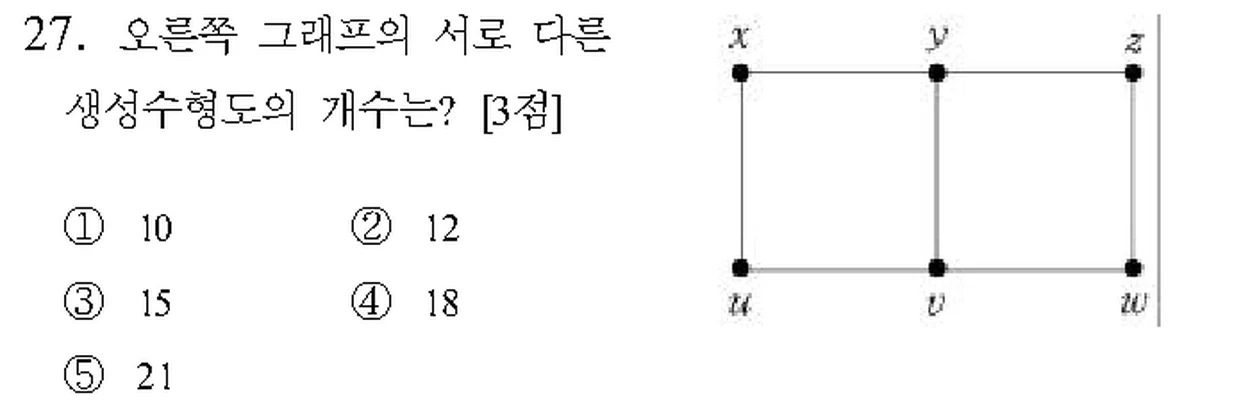 27. 오른쪽 그래프의 서로 다른
생성수형도의 개수는? [3점]
① 10 ② 12
③ 15 ④ 18
⑤ 21
x y z
u v w